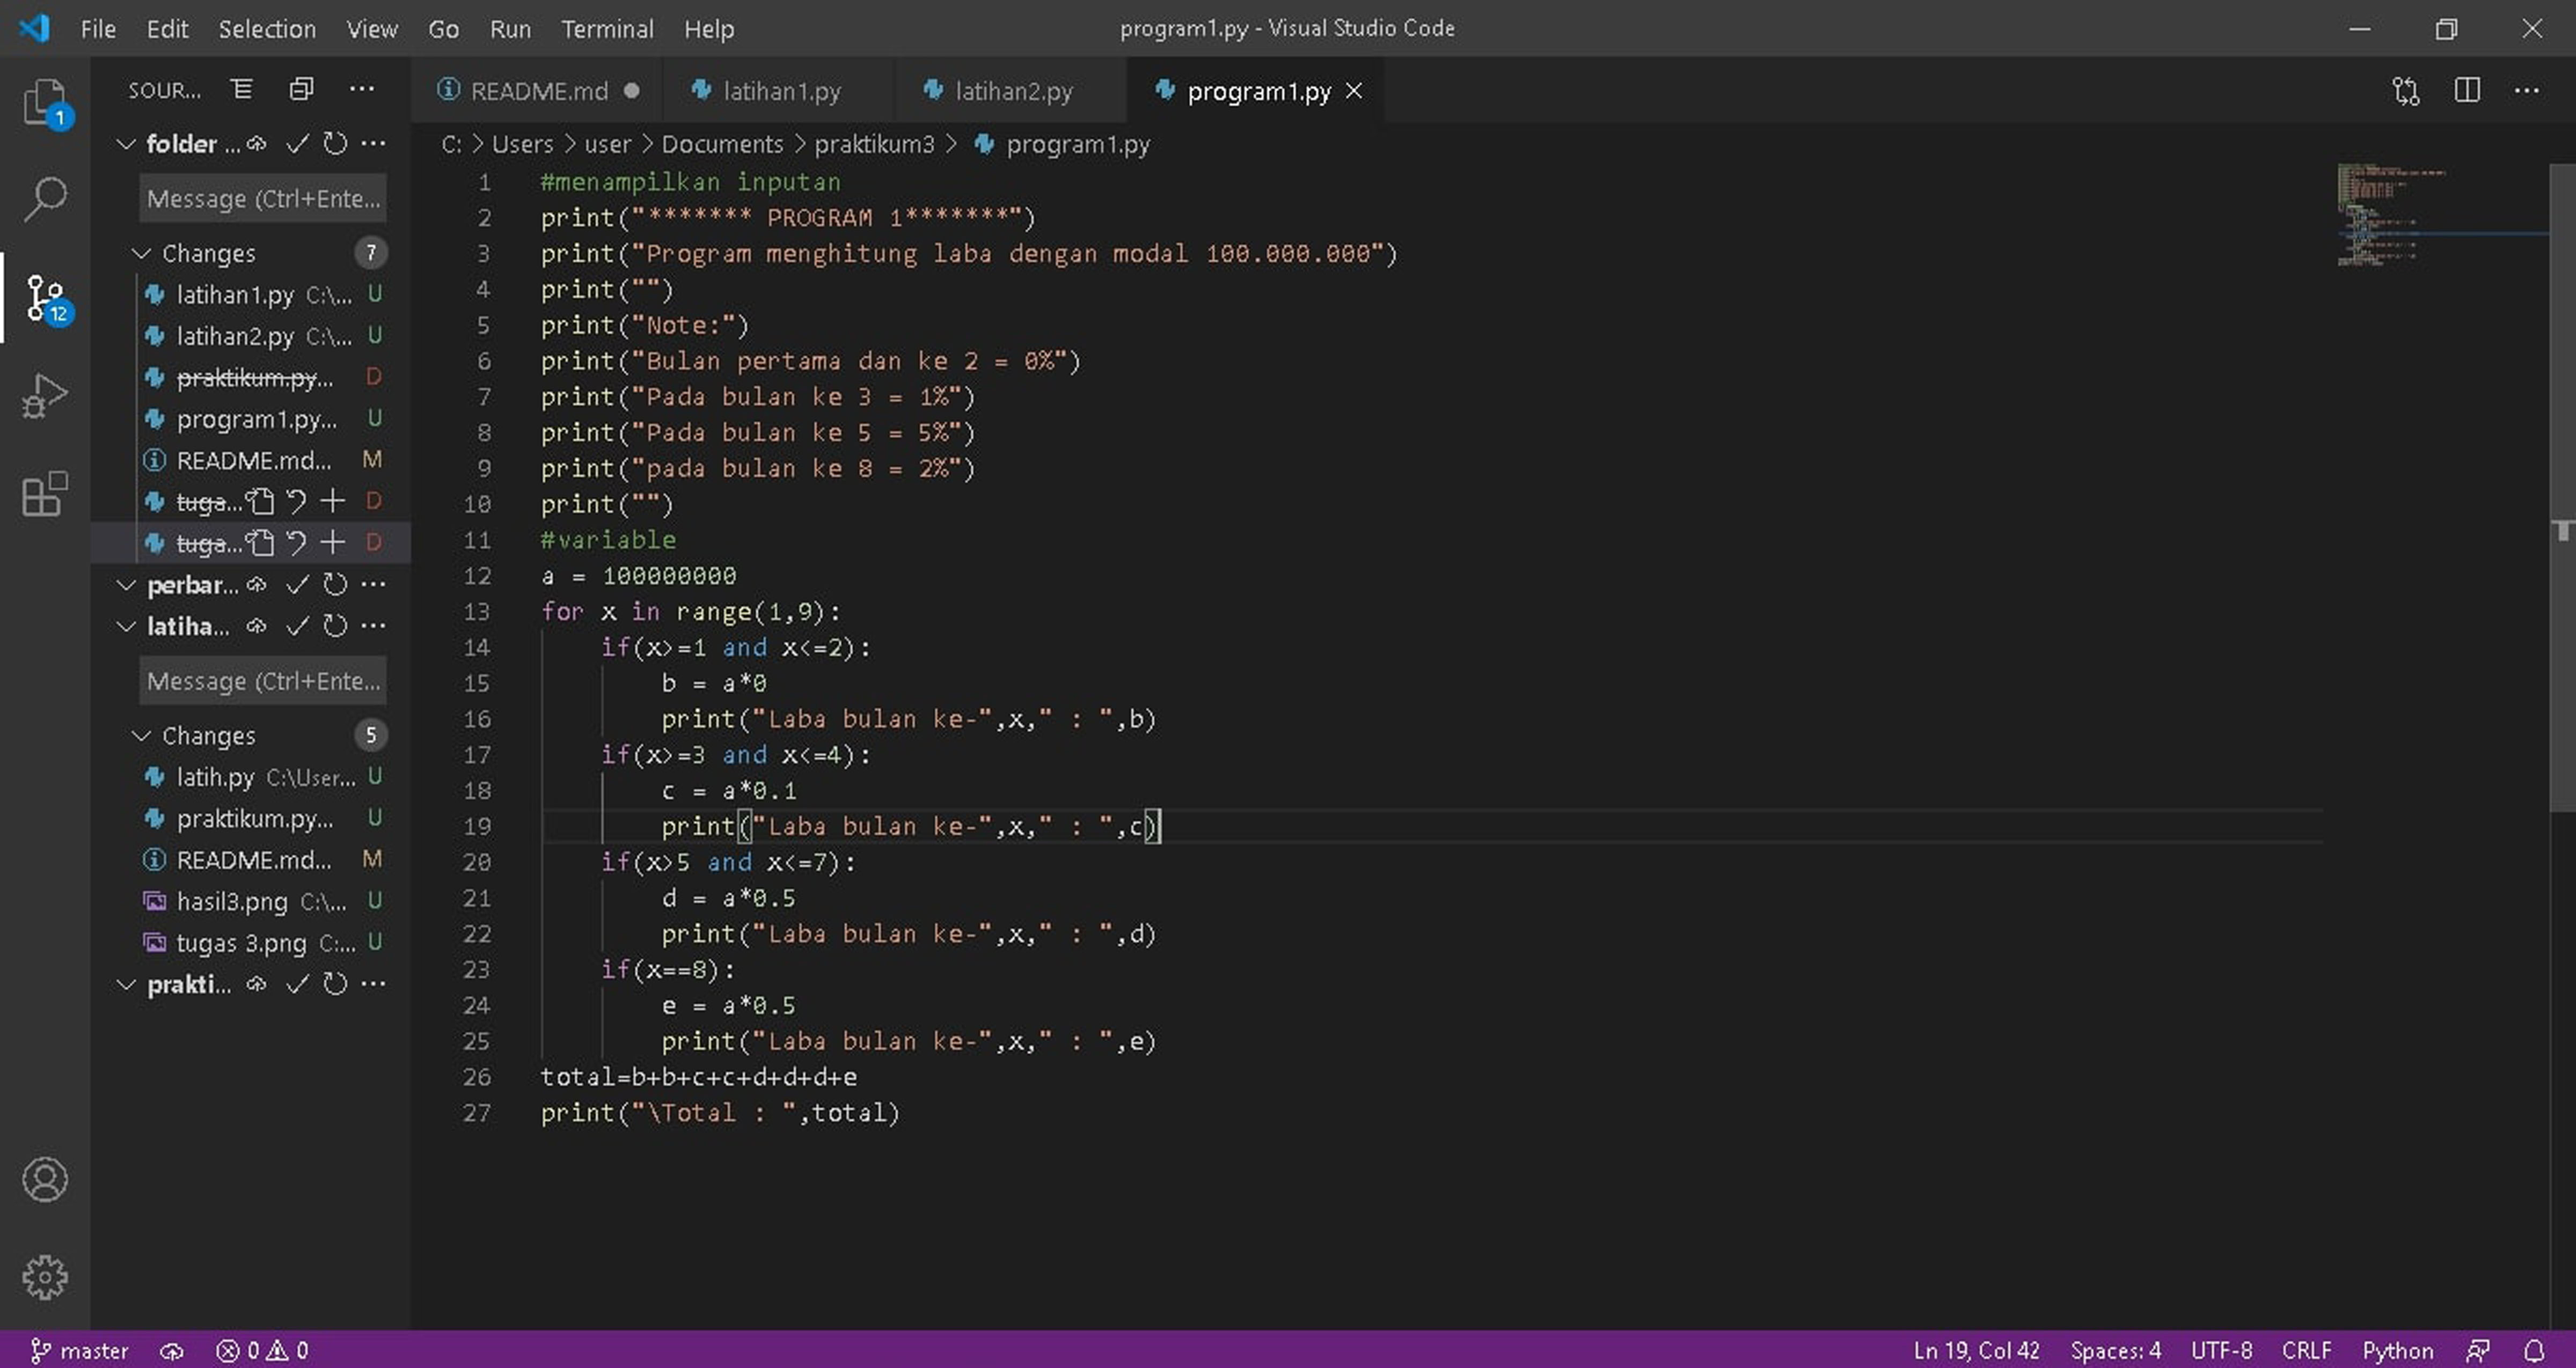 File Edit Selection View Go Run Terminal Help
program1.py - Visual Studio Code
1
12
SOUR...
folder ...
Message (Ctrl+Ente...
Changes 7
latihan1.py C:\... U
latihan2.py C:\... U
praktikum.py... D
program1.py... U
README.md... M
tuga... D
tuga... D
perbar...
latiha...
Message (Ctrl+Ente...
Changes 5
latih.py C:\User... U
praktikum.py... U
README.md... M
hasil3.png C:\... U
tugas 3.png C:... U
prakti...
README.md latihan1.py latihan2.py program1.py
C: > Users > user > Documents > praktikum3 > program1.py
1 #menampilkan inputan
2 print("******* PROGRAM 1*******")
3 print("Program menghitung laba dengan modal 100.000.000")
4 print("")
5 print("Note:")
6 print("Bulan pertama dan ke 2 = 0%")
7 print("Pada bulan ke 3 = 1%")
8 print("Pada bulan ke 5 = 5%")
9 print("pada bulan ke 8 = 2%")
10 print("")
11 #variable
12 a = 100000000
13 for x in range(1,9):
14     if(x>=1 and x<=2):
15         b = a*0
16         print("Laba bulan ke-",x," : ",b)
17     if(x>=3 and x<=4):
18         c = a*0.1
19         print("Laba bulan ke-",x," : ",c)
20     if(x>5 and x<=7):
21         d = a*0.5
22         print("Laba bulan ke-",x," : ",d)
23     if(x==8):
24         e = a*0.5
25         print("Laba bulan ke-",x," : ",e)
26 total=b+b+c+c+d+d+d+e
27 print("\Total : ",total)
master 0 0 Ln 19, Col 42 Spaces: 4 UTF-8 CRLF Python